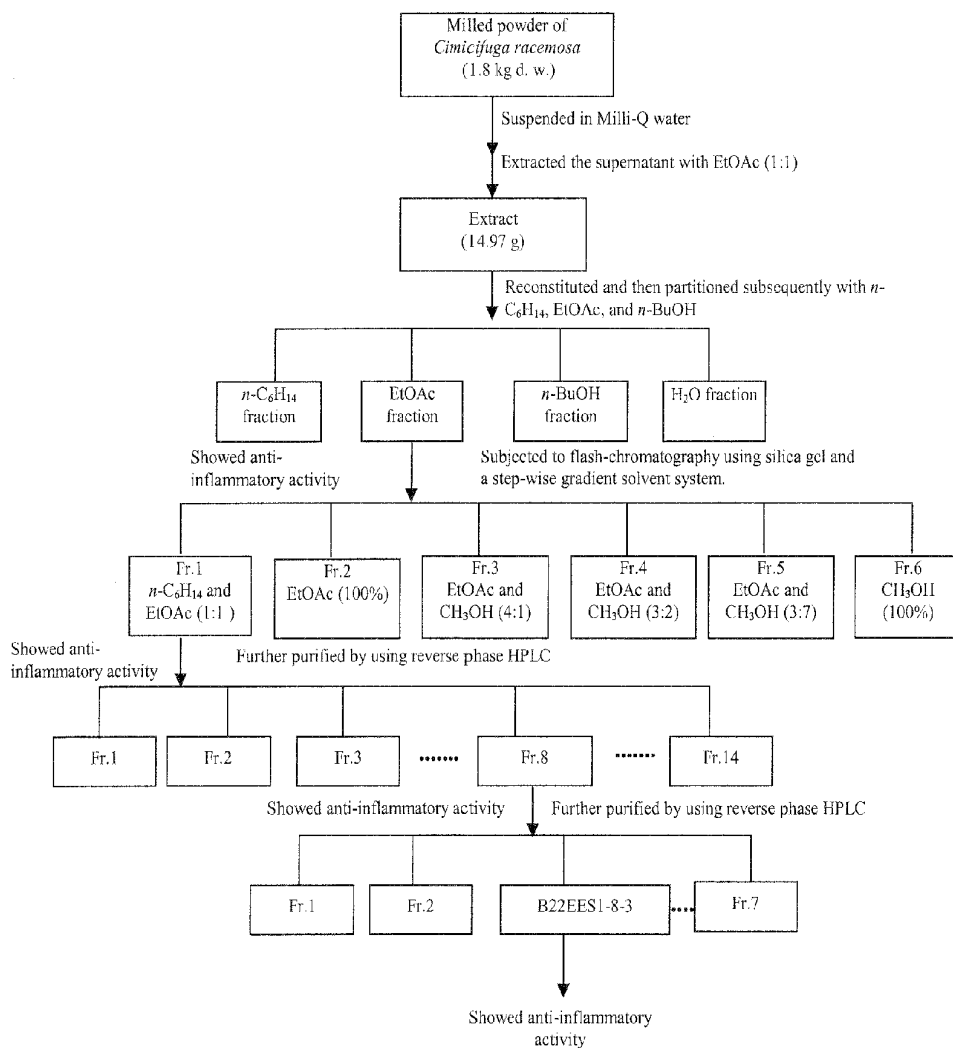 Milled powder of
Cimicifuga racemosa
(1.8 kg d. w.)
Suspended in Milli-Q water
Extracted the supernatant with EtOAc (1:1)
Extract
(14.97 g)
Reconstituted and then partitioned subsequently with n-
C₆H₁₄, EtOAc, and n-BuOH
n-C₆H₁₄
fraction
EtOAc
fraction
n-BuOH
fraction
H₂O fraction
Showed anti-
inflammatory activity
Subjected to flash-chromatography using silica gel and
a step-wise gradient solvent system.
Fr.1
n-C₆H₁₄ and
EtOAc (1:1)
Fr.2
EtOAc (100%)
Fr.3
EtOAc and
CH₃OH (4:1)
Fr.4
EtOAc and
CH₃OH (3:2)
Fr.5
EtOAc and
CH₃OH (3:7)
Fr.6
CH₃OH
(100%)
Showed anti-
inflammatory activity
Further purified by using reverse phase HPLC
Fr.1
Fr.2
Fr.3
........
Fr.8
........
Fr.14
Showed anti-inflammatory activity
Further purified by using reverse phase HPLC
Fr.1
Fr.2
B22EES1-8-3
.....
Fr.7
Showed anti-inflammatory
activity